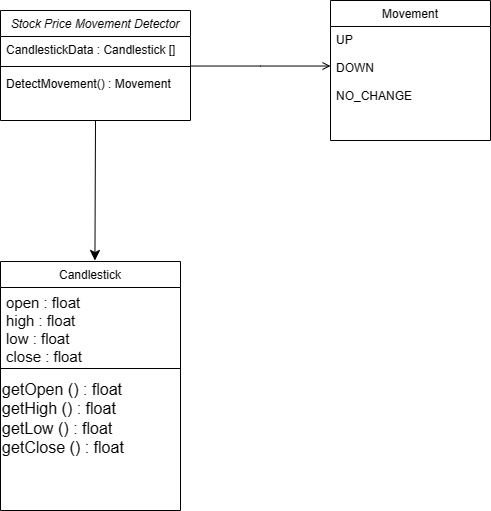 Stock Price Movement Detector
CandlestickData : Candlestick []
DetectMovement() : Movement
Movement
UP
DOWN
NO_CHANGE
Candlestick
open : float
high : float
low : float
close : float
getOpen () : float
getHigh () : float
getLow () : float
getClose () : float